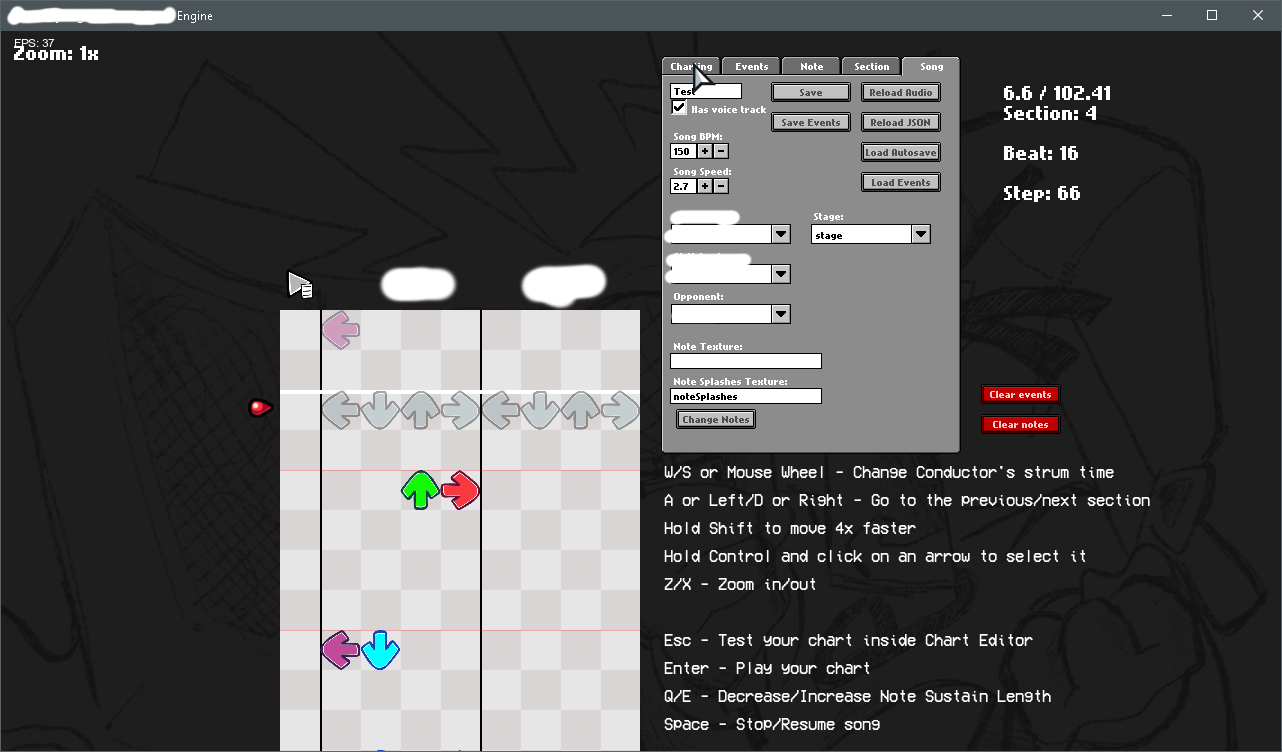 Engine
FPS: 37
Zoom: 1x
Charting Events Note Section Song
Test
Save
Reload Audio
Has voice track
Save Events
Reload JSON
Song BPM:
150 + -
Load Autosave
Song Speed:
2.7 + -
Load Events
Stage:
stage
Opponent:
Note Texture:
Note Splashes Texture:
noteSplashes
Change Notes
6.6 / 102.41
Section: 4
Beat: 16
Step: 66
Clear events
Clear notes
W/S or Mouse Wheel - Change Conductor's strum time
A or Left/D or Right - Go to the previous/next section
Hold Shift to move 4x faster
Hold Control and click on an arrow to select it
Z/X - Zoom in/out
Esc - Test your chart inside Chart Editor
Enter - Play your chart
Q/E - Decrease/Increase Note Sustain Length
Space - Stop/Resume song